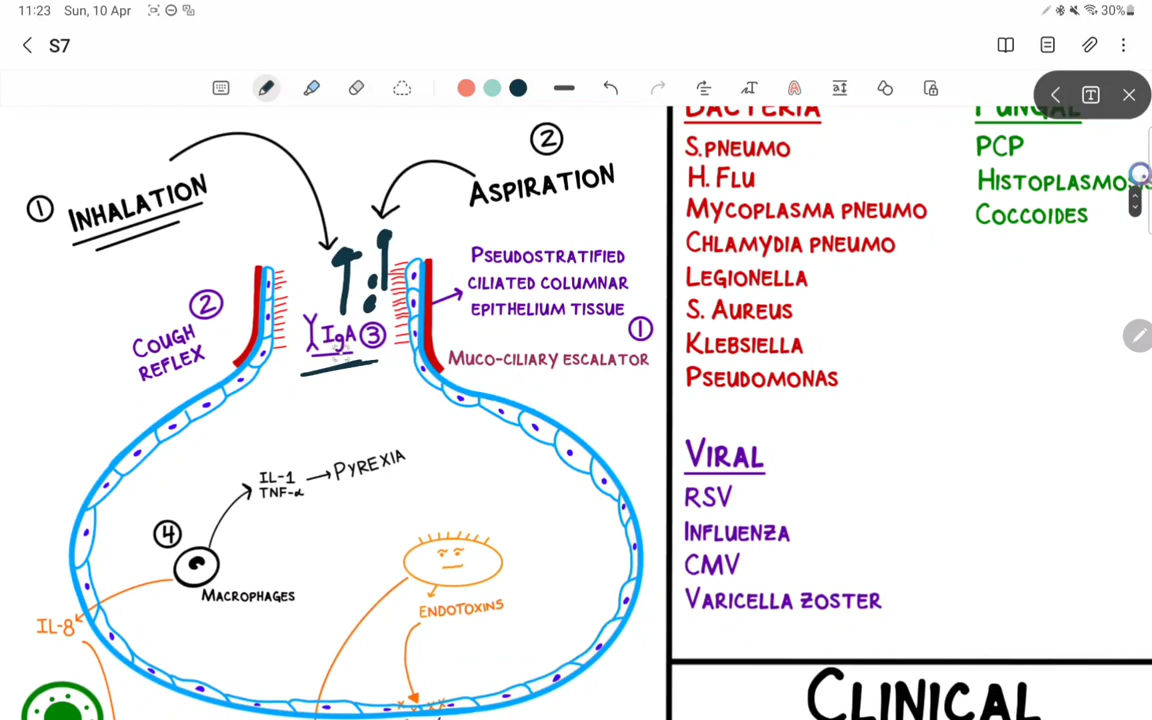 11:23 Sun, 10 Apr
30%
S7
① INHALATION
②
ASPIRATION
PSEUDOSTRATIFIED
CILIATED COLUMNAR
EPITHELIUM TISSUE
①
MUCO-CILIARY ESCALATOR
②
COUGH
REFLEX
IgA ③
IL-1
TNF-α
→ PYREXIA
④
MACROPHAGES
IL-8
ENDOTOXINS
BACTERIA
S.PNEUMO
H. FLU
MYCOPLASMA PNEUMO
CHLAMYDIA PNEUMO
LEGIONELLA
S. AUREUS
KLEBSIELLA
PSEUDOMONAS
FUNGAL
PCP
HISTOPLASMOS
COCCOIDES
VIRAL
RSV
INFLUENZA
CMV
VARICELLA ZOSTER
CLINICAL